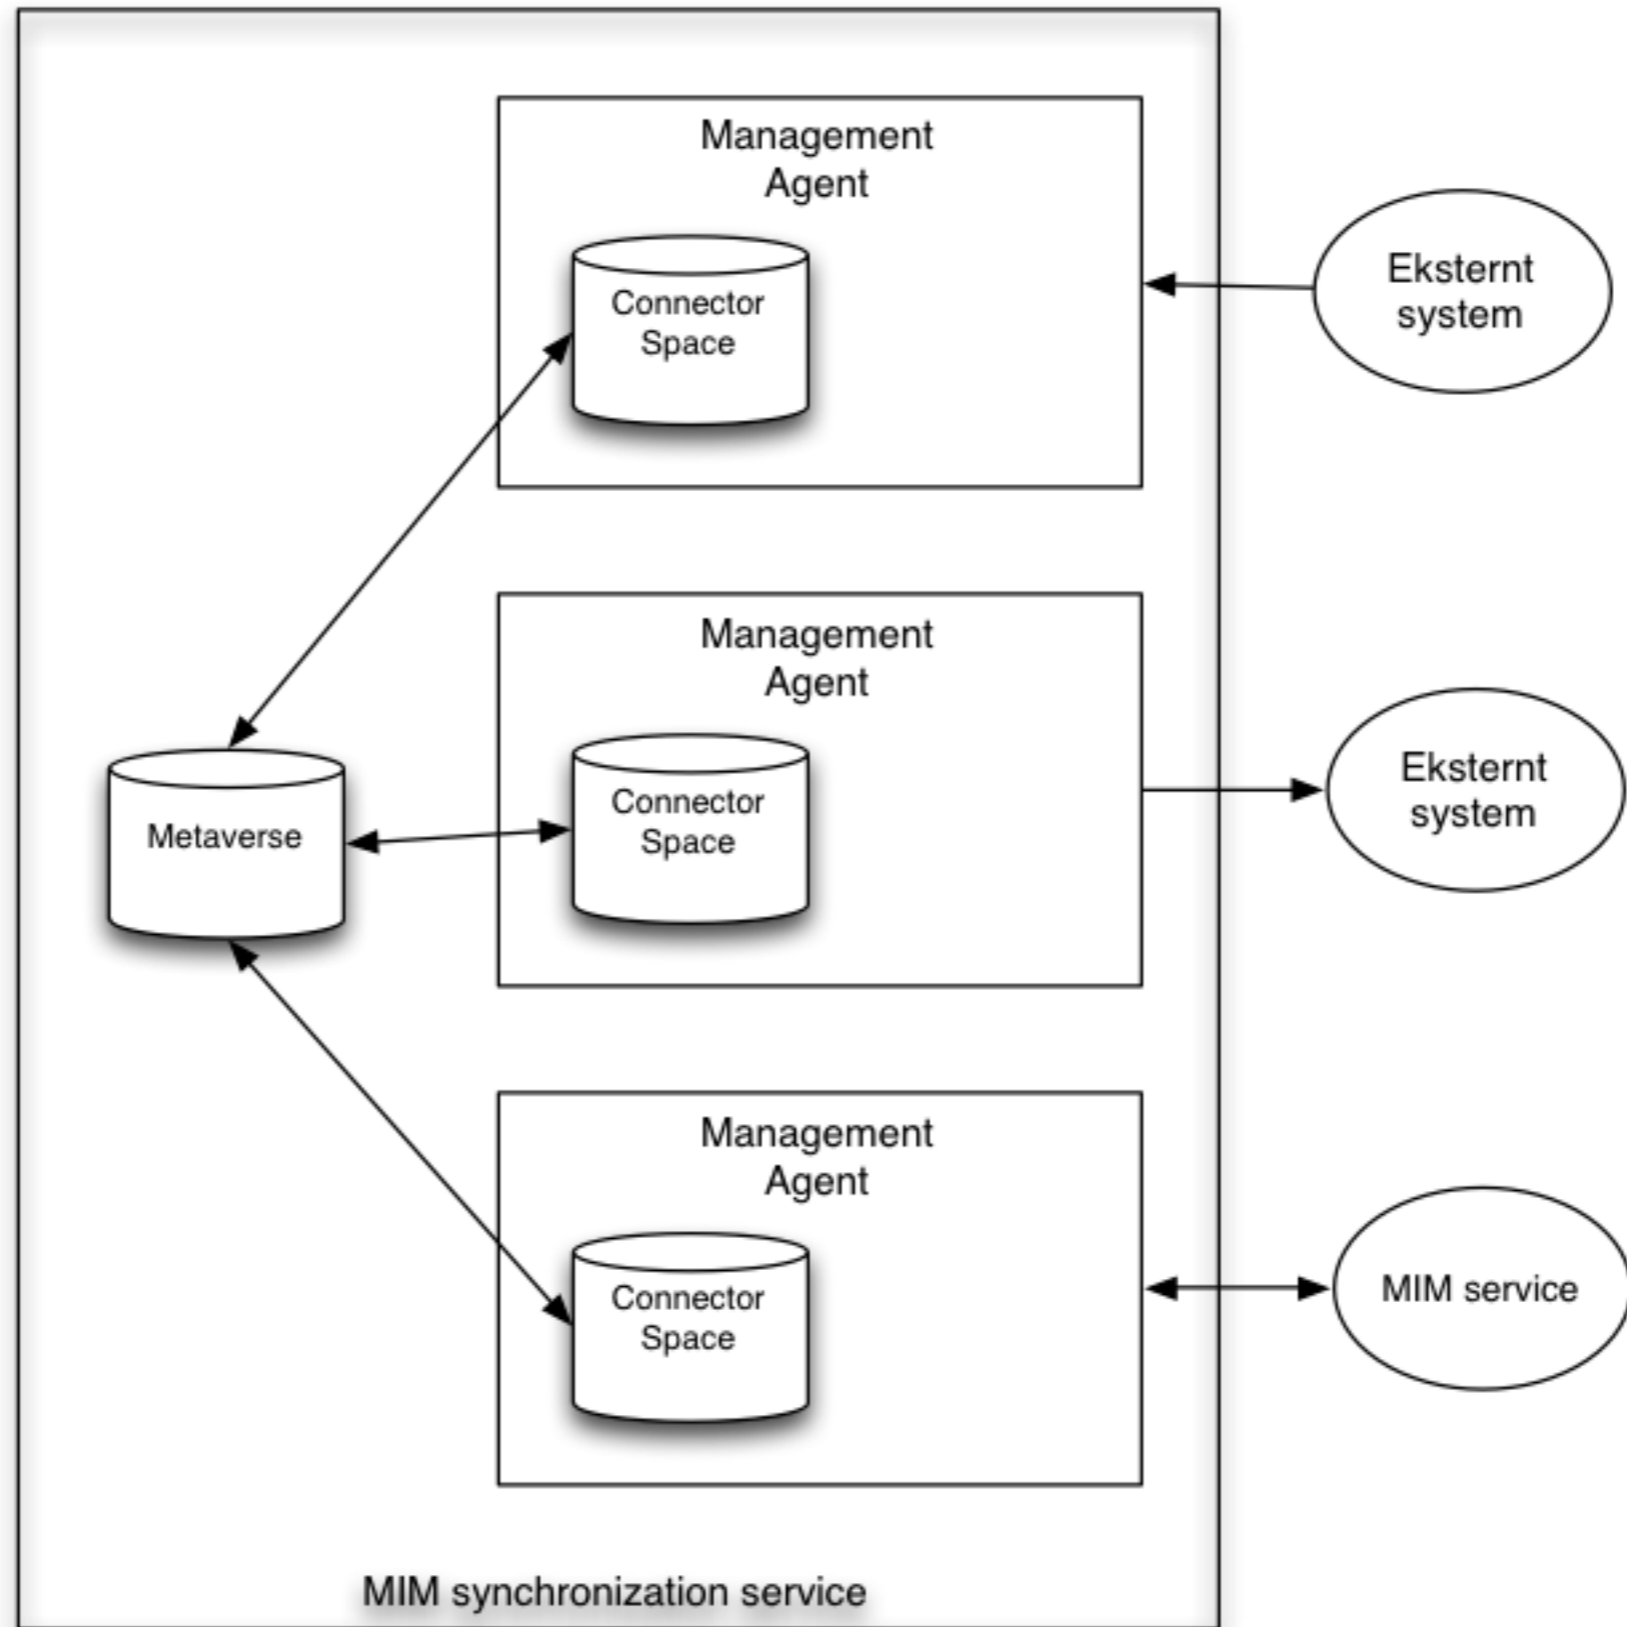 Management
Agent
Connector
Space
Eksternt
system
Management
Agent
Connector
Space
Metaverse
Eksternt
system
Management
Agent
Connector
Space
MIM service
MIM synchronization service